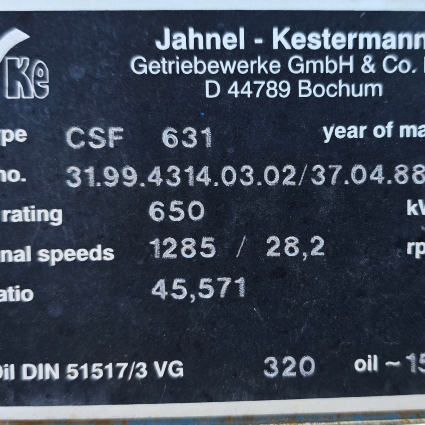 Jahnel - Kestermann
Getriebewerke GmbH & Co.
Ke D 44789 Bochum
pe CSF 631 year of ma
no. 31.99.4314.03.02/37.04.88
rating 650 kW
nal speeds 1285 / 28,2 rp
atio 45,571
Oil DIN 51517/3 VG 320 oil ~ 15